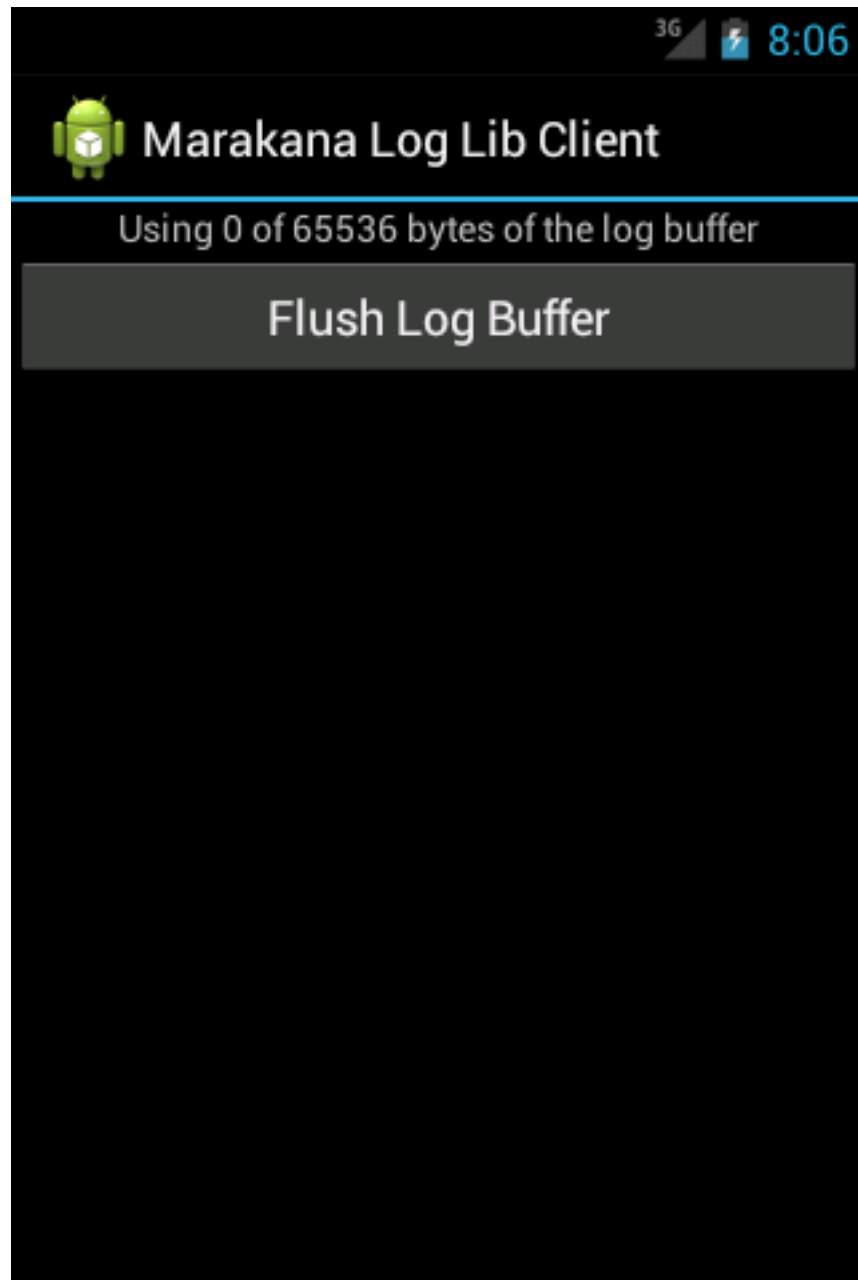 3G 8:06
Marakana Log Lib Client
Using 0 of 65536 bytes of the log buffer
Flush Log Buffer